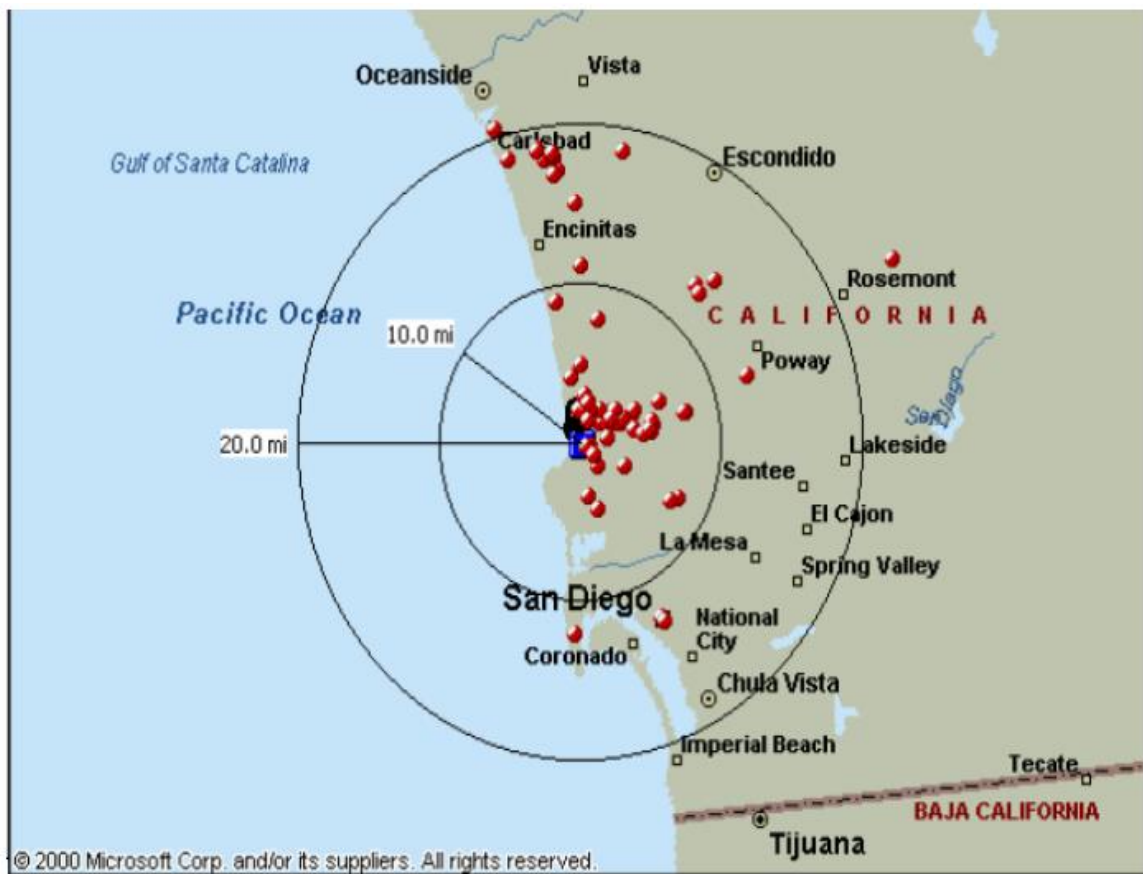 Oceanside
Vista
Carlsbad
Gulf of Santa Catalina
Escondido
Encinitas
Rosemont
Pacific Ocean
CALIFORNIA
10.0 mi
Poway
San Diego
20.0 mi
Lakeside
Santee
El Cajon
La Mesa
Spring Valley
San Diego
National
City
Coronado
Chula Vista
Imperial Beach
Tecate
BAJA CALIFORNIA
Tijuana
© 2000 Microsoft Corp. and/or its suppliers. All rights reserved.